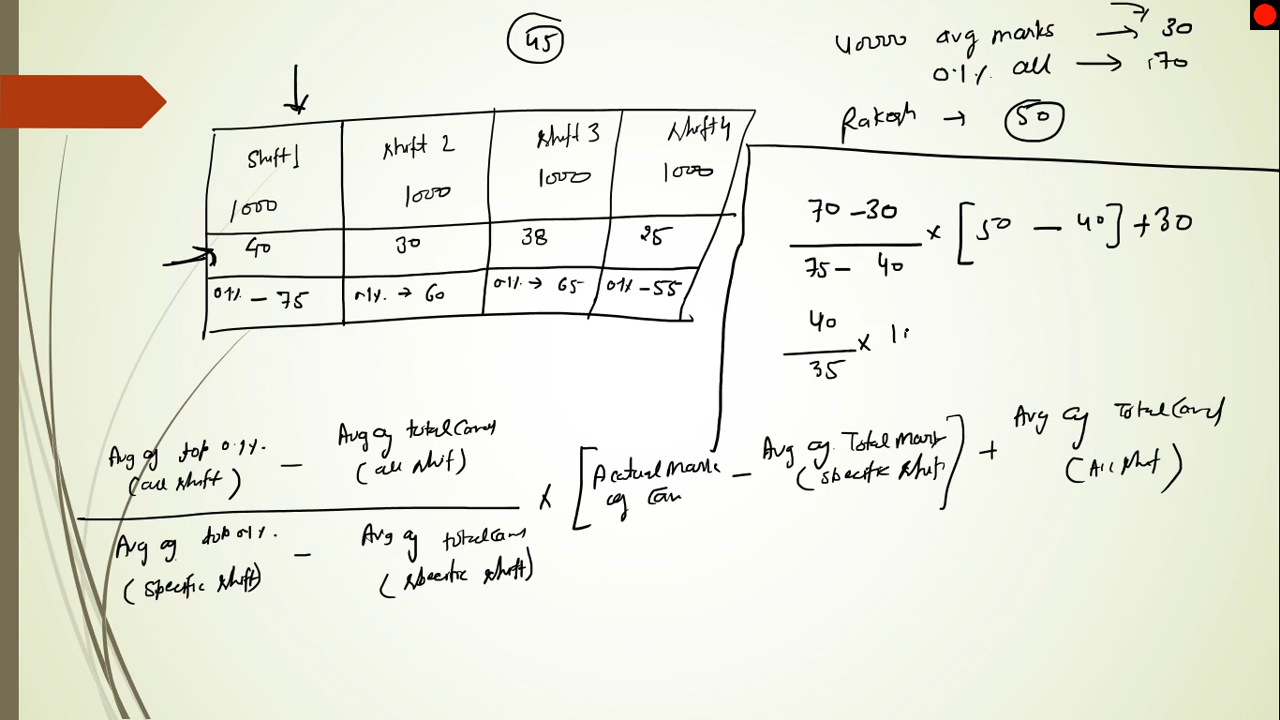 45
40000 avg marks → 30
0.1% all → 70
Rakesh → 50
Shift 1 Shift 2 Shift 3 Shift 4
1000 1000 1000 1000
40 30 38 25
0.1% - 75 0.1% → 60 0.1% → 65 0.1% - 55
70 - 30
75 - 40
× [50 - 40] + 30
40
35
×
Avg of top 0.1%. - Avg of total Cand
(all shift) (all shift)
Avg of top 0.1%. - Avg of total Can
(specific shift) (specific shift)
× [Actual Mark - Avg of Total Mark] + Avg of Total Cand
of Can (specific shift) (All shift)